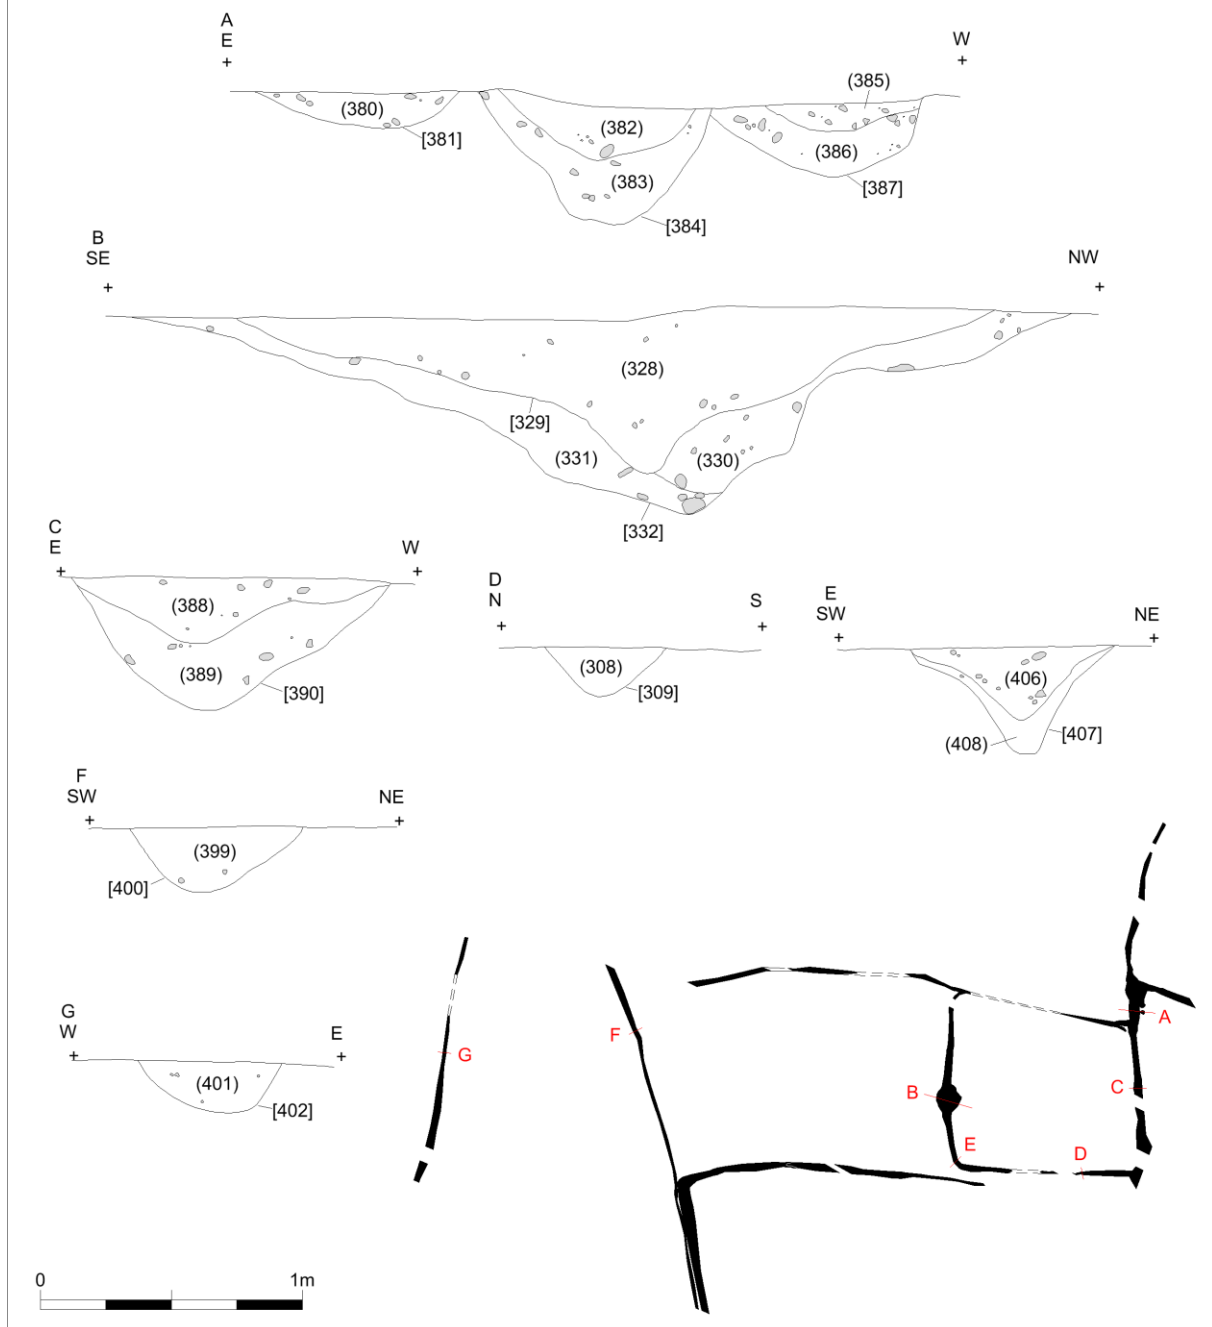 A
E
W
(380)
[381]
(382)
(383)
[384]
(385)
(386)
[387]
B
SE
NW
(328)
[329]
(331)
(330)
[332]
C
E
W
(388)
(389)
[390]
D
N
S
(308)
[309]
E
SW
NE
(406)
(408)
[407]
F
SW
NE
(399)
[400]
G
W
E
(401)
[402]
F
G
A
B
C
E
D
0
1m